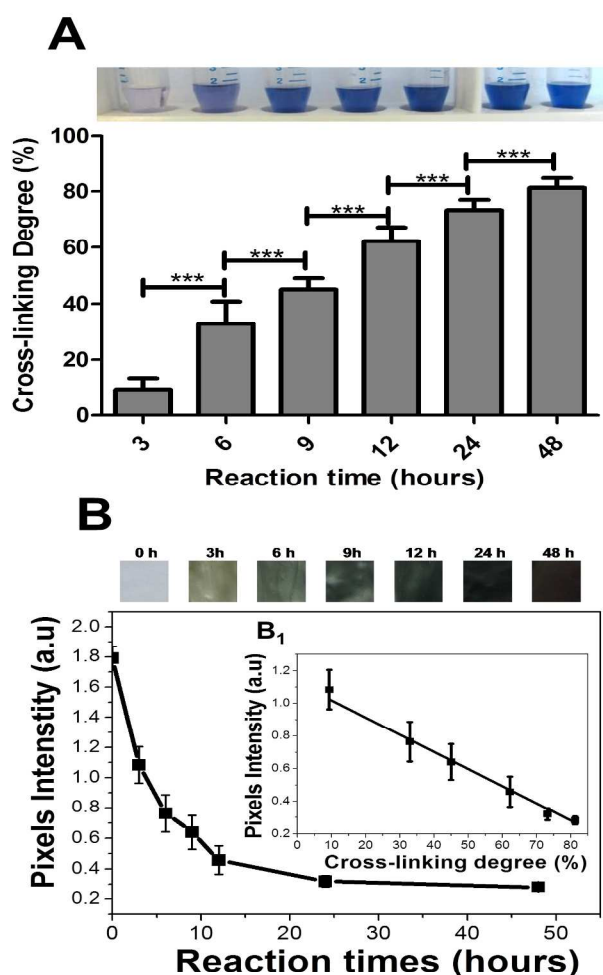 A
Cross-linking Degree (%)
100
80
60
40
20
0
***
***
***
***
***
3 6 9 12 24 48
Reaction time (hours)
B
0 h 3h 6 h 9h 12 h 24 h 48 h
Pixels Intenstity (a.u)
2.0
1.8
1.6
1.4
1.2
1.0
0.8
0.6
0.4
0.2
B1
Pixels Intensity (a.u)
1.2
1.0
0.8
0.6
0.4
0.2
0 10 20 30 40 50 60 70 80
Cross-linking degree (%)
0 10 20 30 40 50
Reaction times (hours)